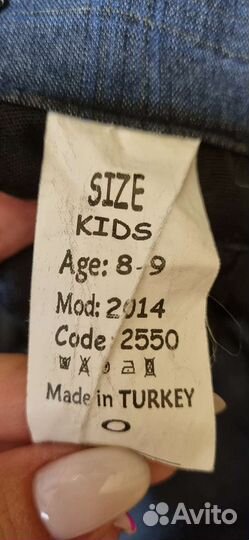 SIZE
KIDS
Age: 8-9
Mod: 2014
Code: 2550
Made in TURKEY
Avito